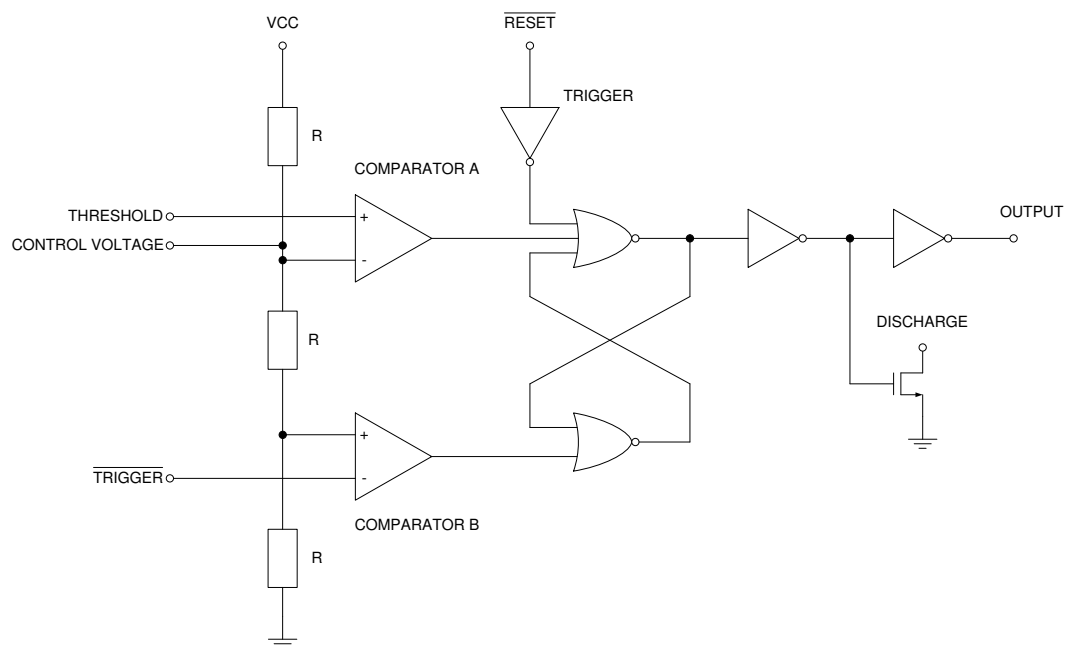 VCC
RESET
TRIGGER
R
COMPARATOR A
THRESHOLD
+
CONTROL VOLTAGE
-
OUTPUT
R
DISCHARGE
+
TRIGGER
-
COMPARATOR B
R